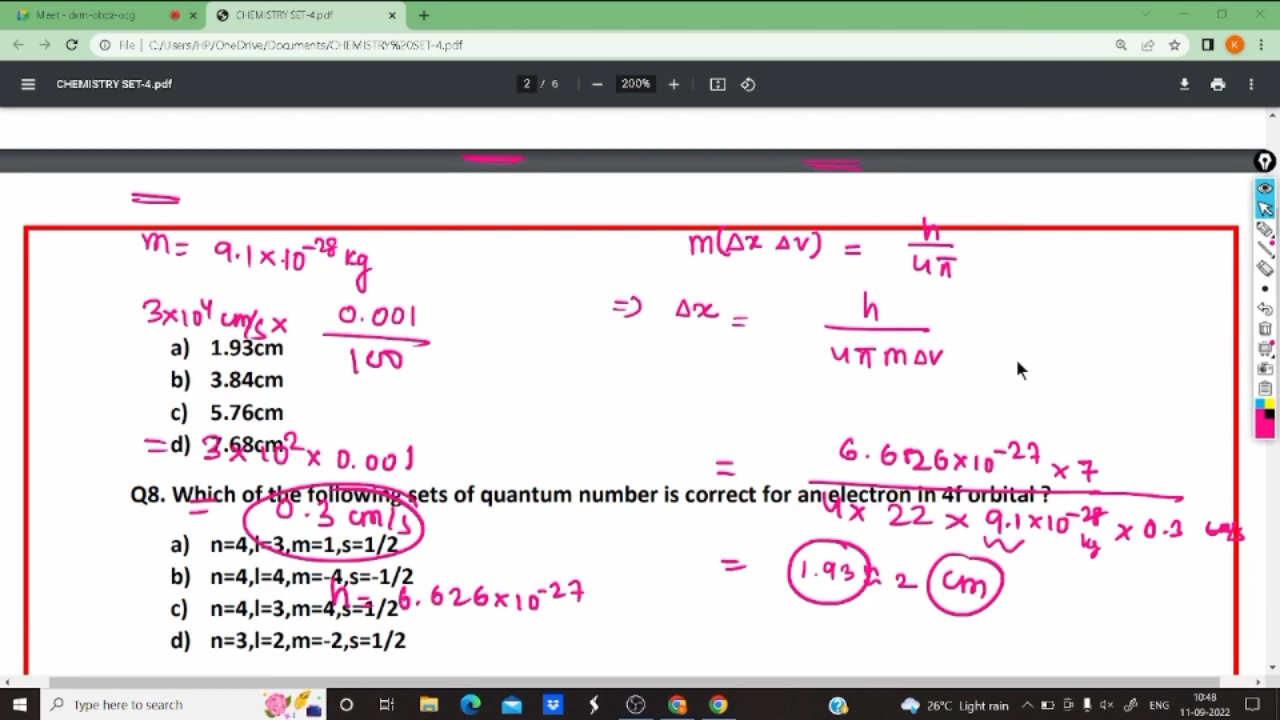 Meet - dxm-obpz-ocg
CHEMISTRY SET-4.pdf
File | C:/Users/HP/OneDrive/Documents/CHEMISTRY%20SET-4.pdf
CHEMISTRY SET-4.pdf
2 / 6
200%
m = 9.1×10⁻²⁸ kg
3×10⁴ cm/s × 0.001 / 100
a) 1.93cm
b) 3.84cm
c) 5.76cm
d) 7.68cm
= 3×10² × 0.001
= 0.3 cm/s
h = 6.626×10⁻²⁷
m(Δx Δv) = h / 4π
=> Δx = h / 4π m Δv
= 6.626×10⁻²⁷ × 7 / 4× 22 × 9.1×10⁻²⁸ kg × 0.3 cm/s
= 1.93 ≈ 2 cm
Q8. Which of the following sets of quantum number is correct for an electron in 4f orbital ?
a) n=4,l=3,m=1,s=1/2
b) n=4,l=4,m=-4,s=-1/2
c) n=4,l=3,m=4,s=1/2
d) n=3,l=2,m=-2,s=1/2
Type here to search
26°C Light rain
ENG
10:48
11-09-2022